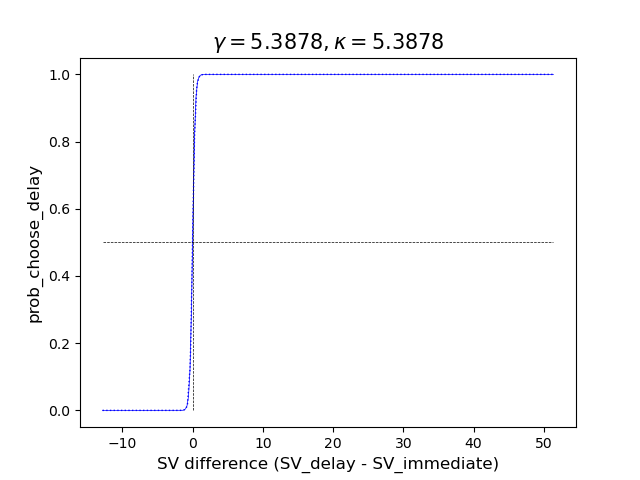 γ = 5.3878, κ = 5.3878
prob_choose_delay
1.0
0.8
0.6
0.4
0.2
0.0
−10 0 10 20 30 40 50
SV difference (SV_delay - SV_immediate)